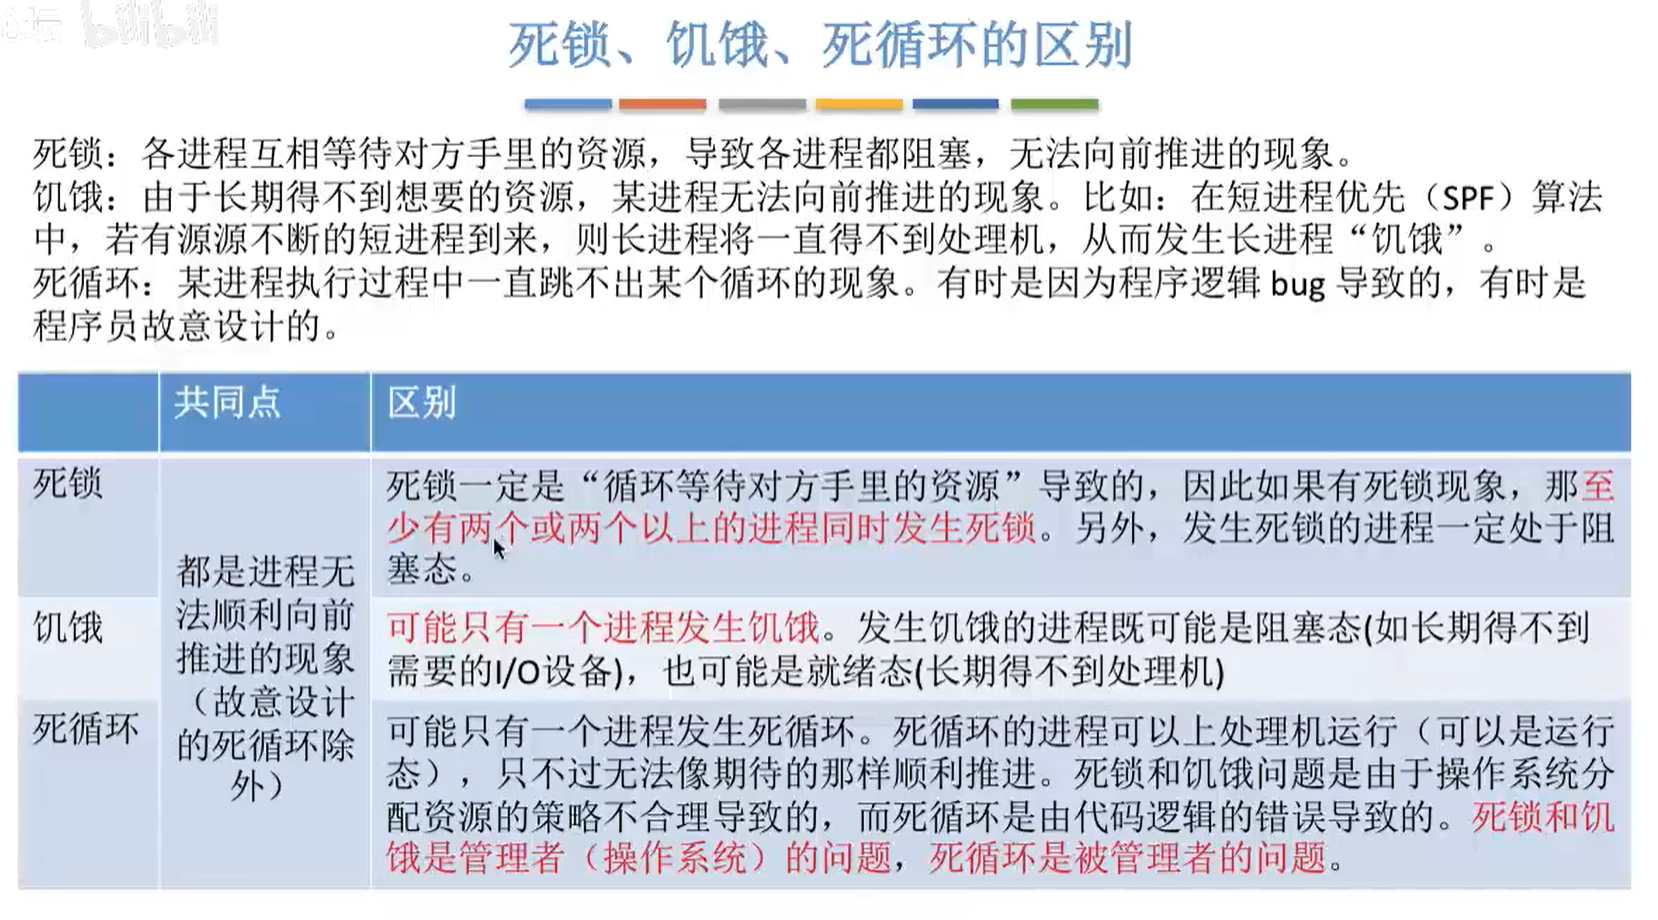 bilibili
死锁、饥饿、死循环的区别
死锁：各进程互相等待对方手里的资源，导致各进程都阻塞，无法向前推进的现象。
饥饿：由于长期得不到想要的资源，某进程无法向前推进的现象。比如：在短进程优先（SPF）算法
中，若有源源不断的短进程到来，则长进程将一直得不到处理机，从而发生长进程“饥饿”。
死循环：某进程执行过程中一直跳不出某个循环的现象。有时是因为程序逻辑 bug 导致的，有时是
程序员故意设计的。
共同点
区别
死锁
都是进程无
法顺利向前
推进的现象
（故意设计
的死循环除
外）
死锁一定是“循环等待对方手里的资源”导致的，因此如果有死锁现象，那至
少有两个或两个以上的进程同时发生死锁。另外，发生死锁的进程一定处于阻
塞态。
饥饿
可能只有一个进程发生饥饿。发生饥饿的进程既可能是阻塞态(如长期得不到
需要的I/O设备)，也可能是就绪态(长期得不到处理机)
死循环
可能只有一个进程发生死循环。死循环的进程可以上处理机运行（可以是运行
态），只不过无法像期待的那样顺利推进。死锁和饥饿问题是由于操作系统分
配资源的策略不合理导致的，而死循环是由代码逻辑的错误导致的。死锁和饥
饿是管理者（操作系统）的问题，死循环是被管理者的问题。